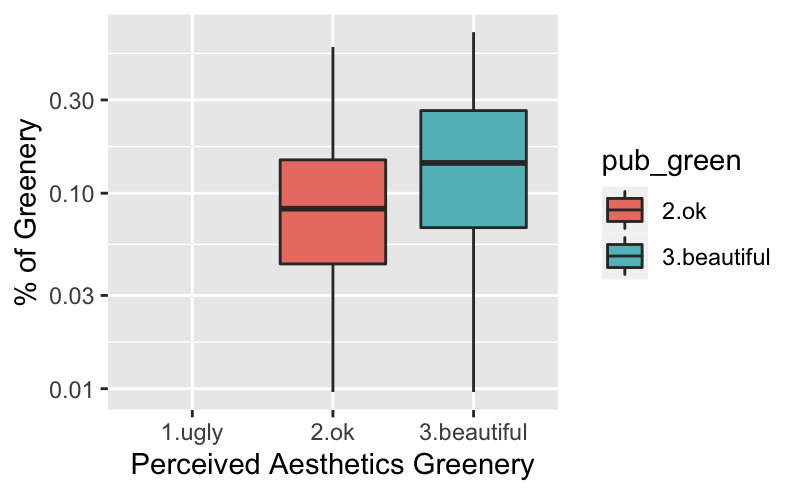 % of Greenery
0.30
0.10
0.03
0.01
1.ugly
2.ok
3.beautiful
Perceived Aesthetics Greenery
pub_green
2.ok
3.beautiful